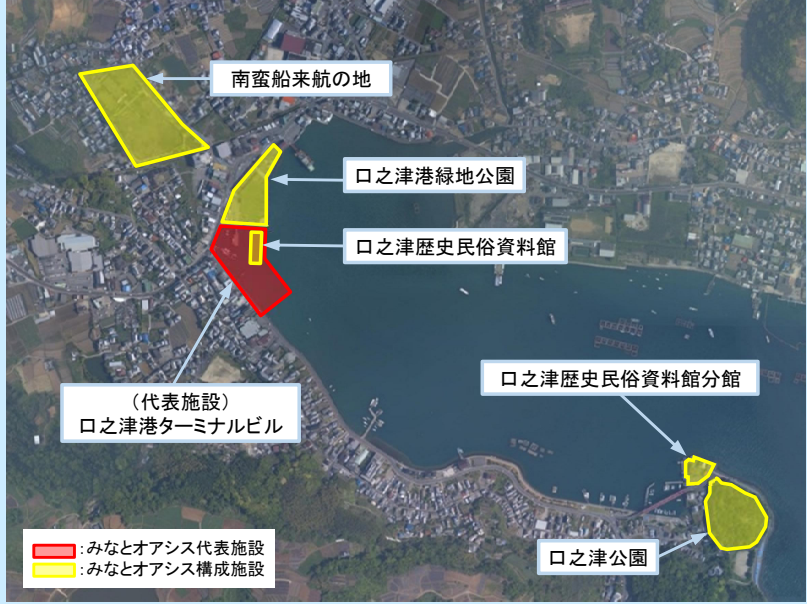 南蛮船来航の地
口之津港緑地公園
口之津歴史民俗資料館
(代表施設)
口之津港ターミナルビル
口之津歴史民俗資料館分館
口之津公園
:みなとオアシス代表施設
:みなとオアシス構成施設